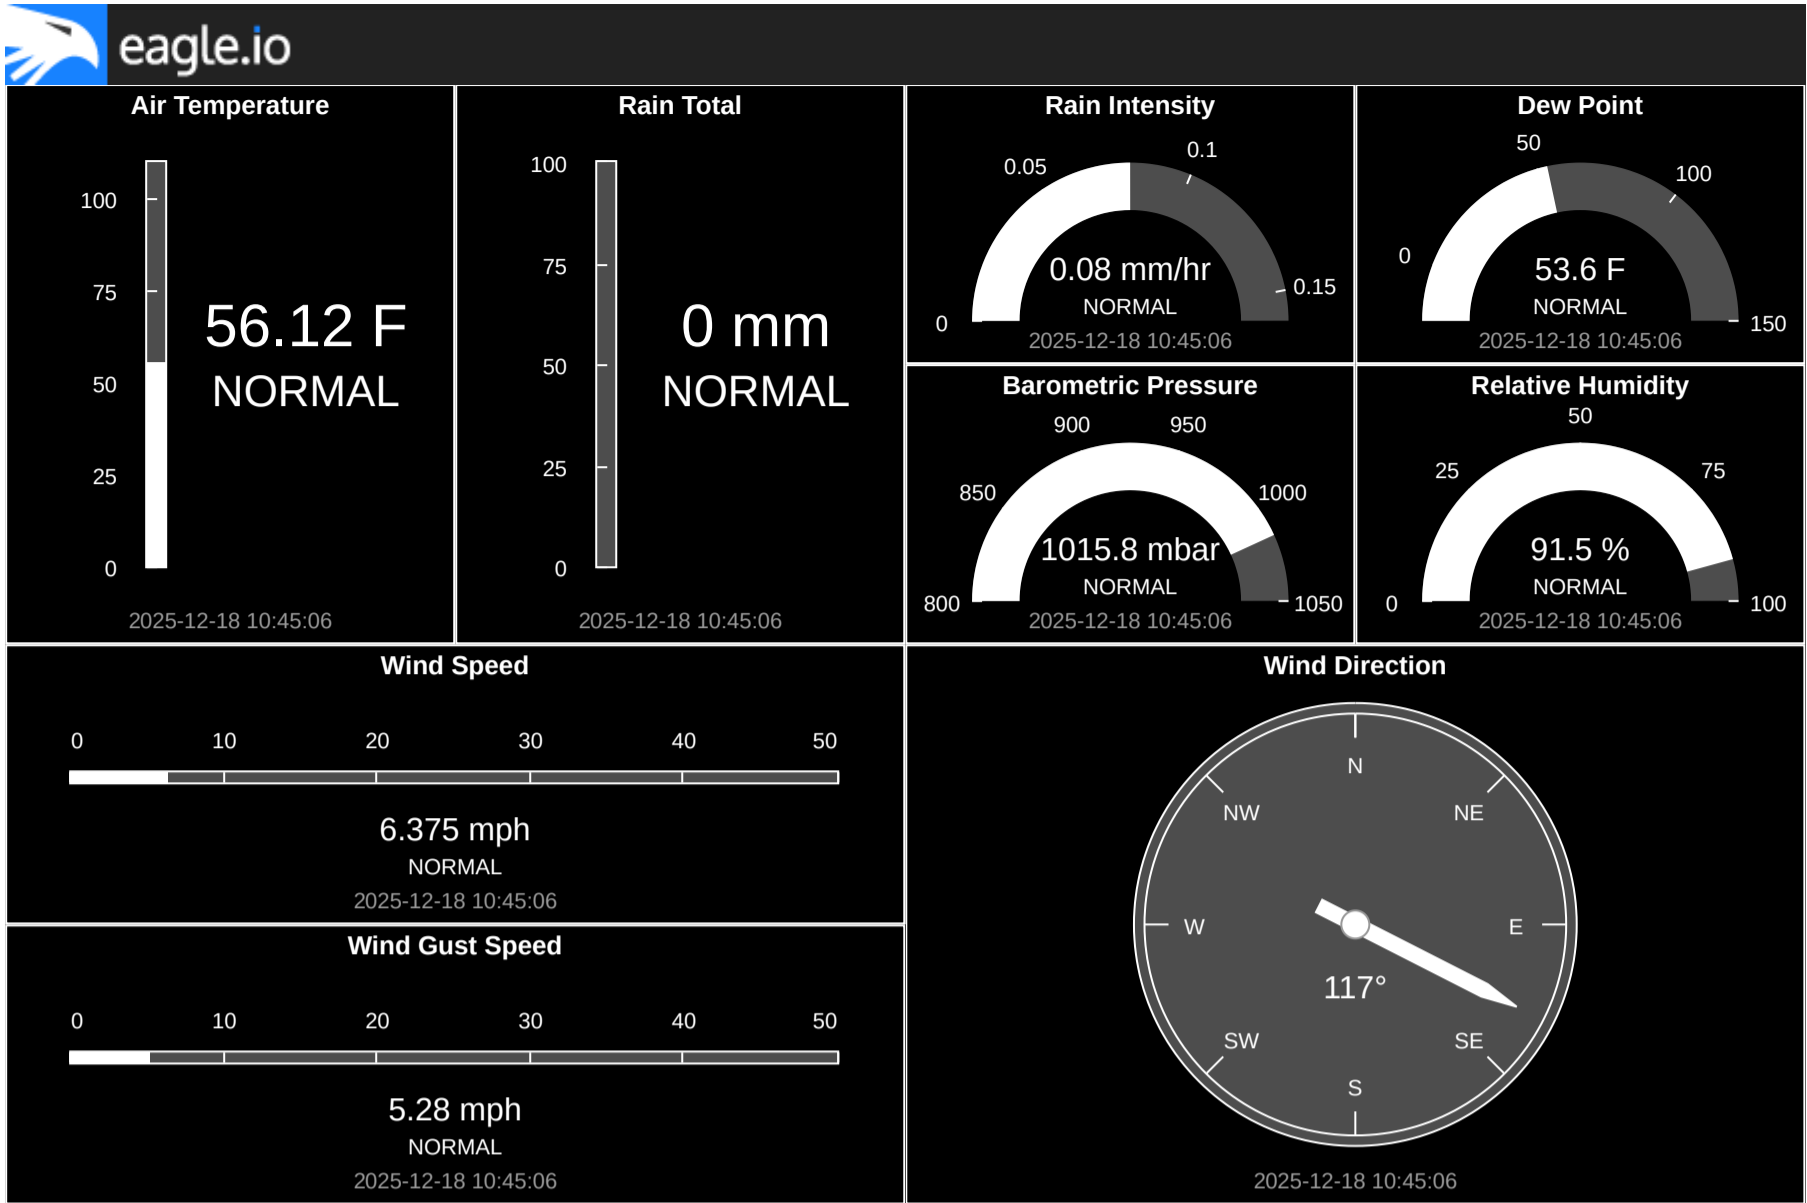 eagle.io
Air Temperature
100
75
50
25
0
56.12 F
NORMAL
2025-12-18 10:45:06
Rain Total
100
75
50
25
0
0 mm
NORMAL
2025-12-18 10:45:06
Rain Intensity
0
0.05
0.1
0.15
0.08 mm/hr
NORMAL
2025-12-18 10:45:06
Dew Point
0
50
100
150
53.6 F
NORMAL
2025-12-18 10:45:06
Barometric Pressure
800
850
900
950
1000
1050
1015.8 mbar
NORMAL
2025-12-18 10:45:06
Relative Humidity
0
25
50
75
100
91.5 %
NORMAL
2025-12-18 10:45:06
Wind Speed
0 10 20 30 40 50
6.375 mph
NORMAL
2025-12-18 10:45:06
Wind Gust Speed
0 10 20 30 40 50
5.28 mph
NORMAL
2025-12-18 10:45:06
Wind Direction
N
NW NE
W E
117°
SW SE
S
2025-12-18 10:45:06